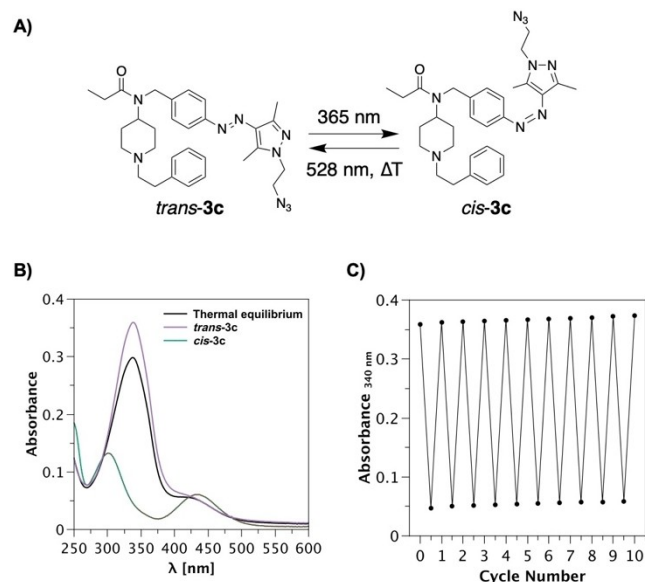 A)
N3
O
N
N
N
N
N
N
N
N3
trans-3c
365 nm
528 nm, ΔT
O
N
N
N
N
N
N
cis-3c
B)
Thermal equilibrium
trans-3c
cis-3c
Absorbance
0.4
0.3
0.2
0.1
0
250 300 350 400 450 500 550 600
λ [nm]
C)
Absorbance 340 nm
0.4
0.3
0.2
0.1
0
0 1 2 3 4 5 6 7 8 9 10
Cycle Number